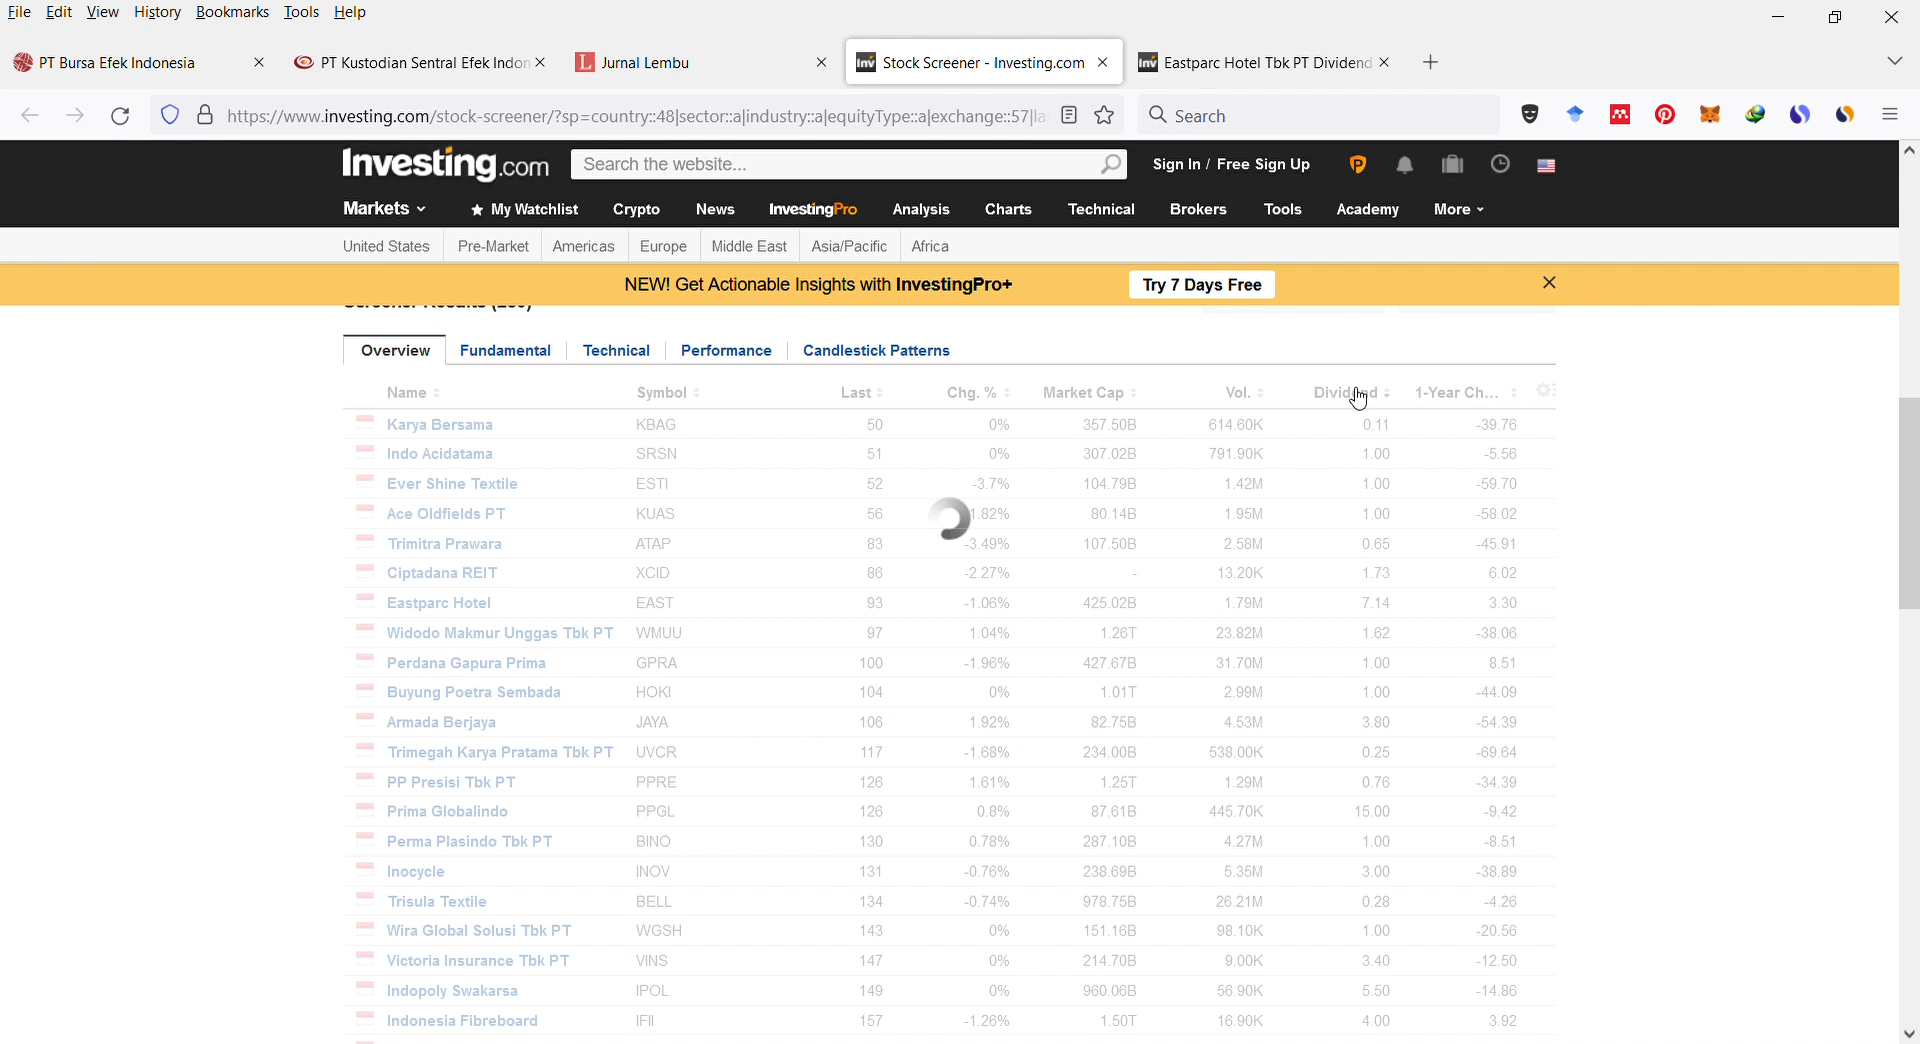 File Edit View History Bookmarks Tools Help
PT Bursa Efek Indonesia PT Kustodian Sentral Efek Indon Jurnal Lembu Stock Screener - Investing.com Eastparc Hotel Tbk PT Dividend
https://www.investing.com/stock-screener/?sp=country::48|sector::a|industry::a|equityType::a|exchange::57|la Search
Investing.com Search the website... Sign In / Free Sign Up
Markets My Watchlist Crypto News InvestingPro Analysis Charts Technical Brokers Tools Academy More
United States Pre-Market Americas Europe Middle East Asia/Pacific Africa
NEW! Get Actionable Insights with InvestingPro+ Try 7 Days Free
Overview Fundamental Technical Performance Candlestick Patterns
Name Symbol Last Chg. % Market Cap Vol. Dividend 1-Year Ch...
Karya Bersama KBAG 50 0% 357.50B 614.60K 0.11 -39.76
Indo Acidatama SRSN 51 0% 307.02B 791.90K 1.00 -5.56
Ever Shine Textile ESTI 52 -3.7% 104.79B 1.42M 1.00 -59.70
Ace Oldfields PT KUAS 56 1.82% 80.14B 1.95M 1.00 -58.02
Trimitra Prawara ATAP 83 -3.49% 107.50B 2.58M 0.65 -45.91
Ciptadana REIT XCID 86 -2.27% - 13.20K 1.73 6.02
Eastparc Hotel EAST 93 -1.06% 425.02B 1.79M 7.14 3.30
Widodo Makmur Unggas Tbk PT WMUU 97 1.04% 1.26T 23.82M 1.62 -38.06
Perdana Gapura Prima GPRA 100 -1.96% 427.67B 31.70M 1.00 8.51
Buyung Poetra Sembada HOKI 104 0% 1.01T 2.99M 1.00 -44.09
Armada Berjaya JAYA 106 1.92% 82.75B 4.53M 3.80 -54.39
Trimegah Karya Pratama Tbk PT UVCR 117 -1.68% 234.00B 538.00K 0.25 -69.64
PP Presisi Tbk PT PPRE 126 1.61% 1.25T 1.29M 0.76 -34.39
Prima Globalindo PPGL 126 0.8% 87.61B 445.70K 15.00 -9.42
Perma Plasindo Tbk PT BINO 130 0.78% 287.10B 4.27M 1.00 -8.51
Inocycle INOV 131 -0.76% 238.69B 5.35M 3.00 -38.89
Trisula Textile BELL 134 -0.74% 978.75B 26.21M 0.28 -4.26
Wira Global Solusi Tbk PT WGSH 143 0% 151.16B 98.10K 1.00 -20.56
Victoria Insurance Tbk PT VINS 147 0% 214.70B 9.00K 3.40 -12.50
Indopoly Swakarsa IPOL 149 0% 960.06B 56.90K 5.50 -14.86
Indonesia Fibreboard IFII 157 -1.26% 1.50T 16.90K 4.00 3.92